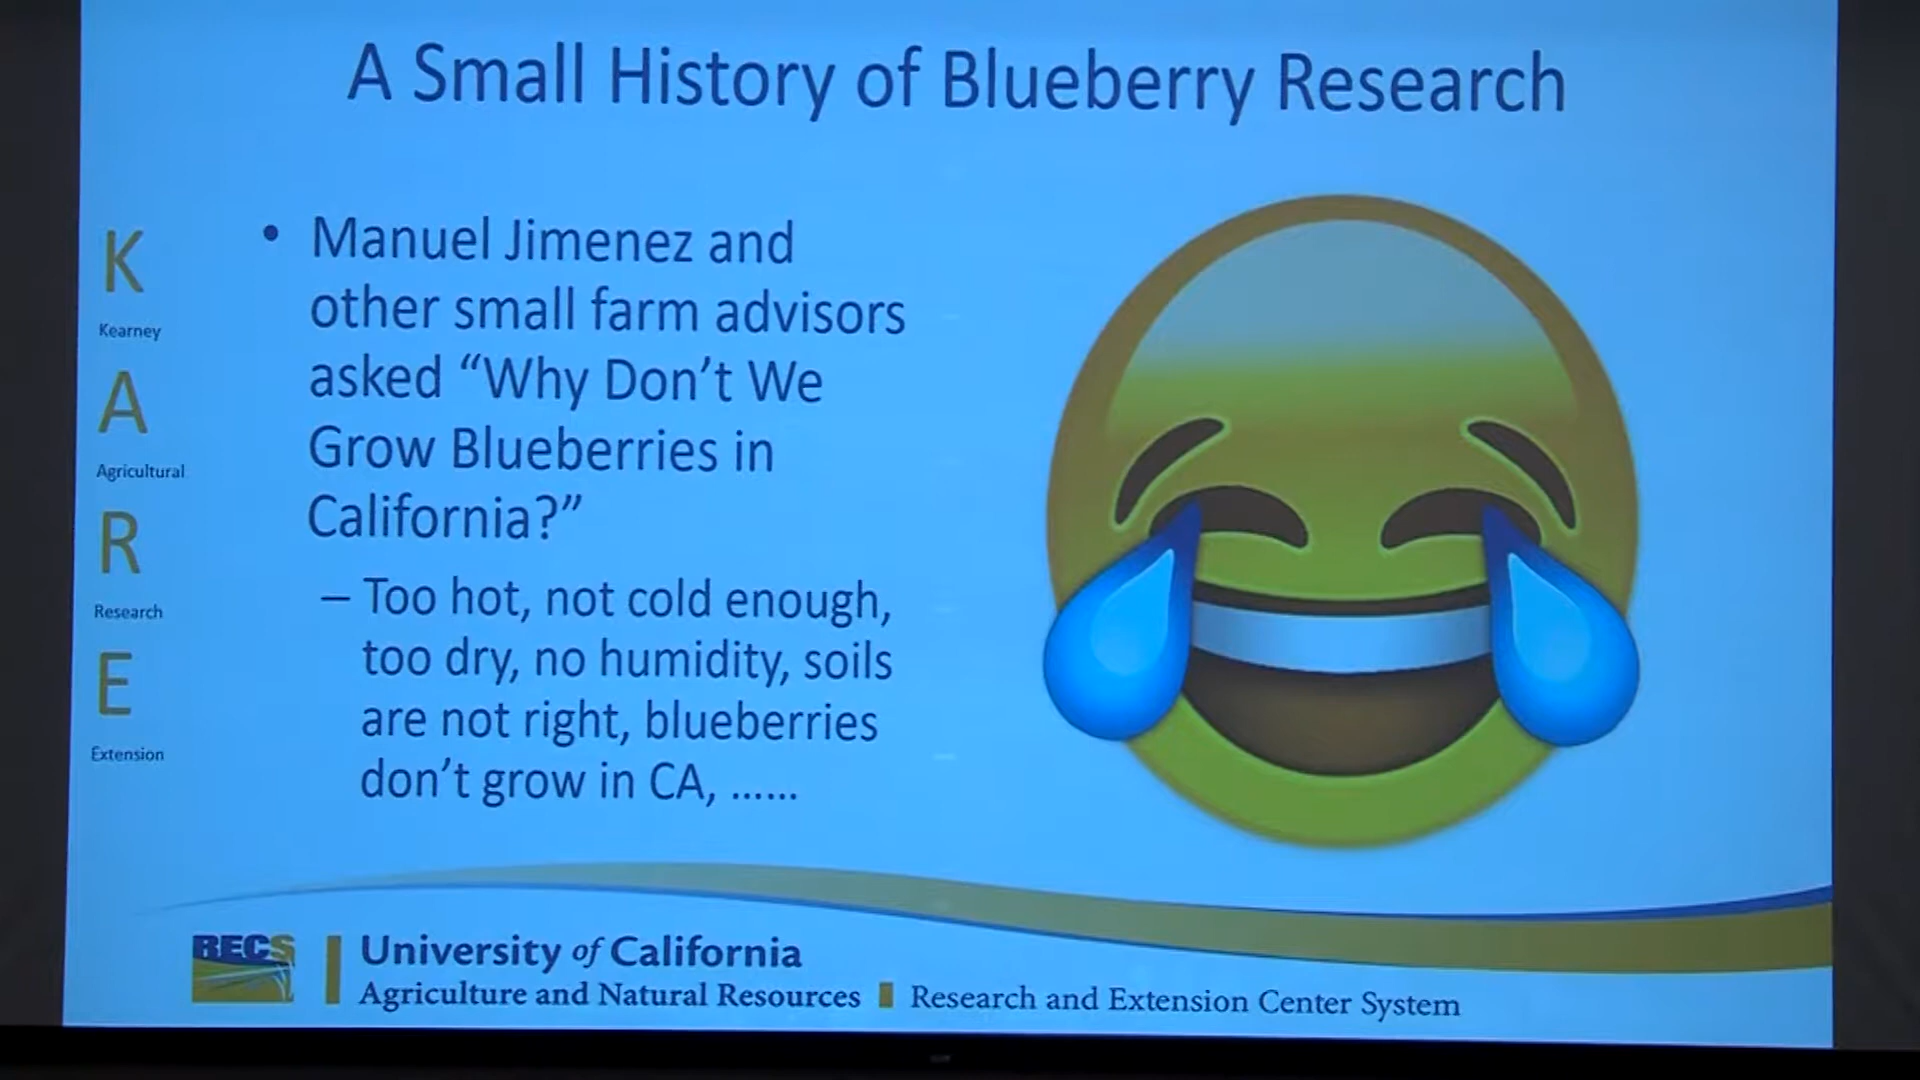 A Small History of Blueberry Research
K
Kearney
A
Agricultural
R
Research
E
Extension
• Manuel Jimenez and
other small farm advisors
asked “Why Don’t We
Grow Blueberries in
California?”
– Too hot, not cold enough,
too dry, no humidity, soils
are not right, blueberries
don’t grow in CA, ......
RECS
University of California
Agriculture and Natural Resources
Research and Extension Center System